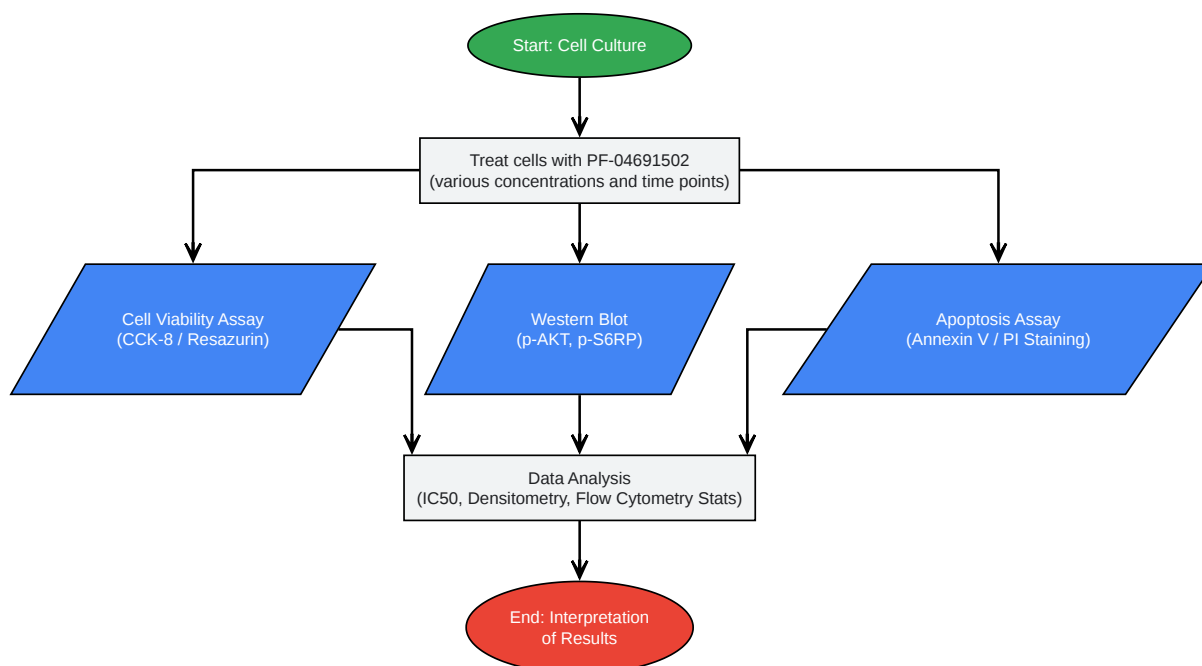 Start: Cell Culture
Treat cells with PF-04691502
(various concentrations and time points)
Cell Viability Assay
(CCK-8 / Resazurin)
Western Blot
(p-AKT, p-S6RP)
Apoptosis Assay
(Annexin V / PI Staining)
Data Analysis
(IC50, Densitometry, Flow Cytometry Stats)
End: Interpretation
of Results